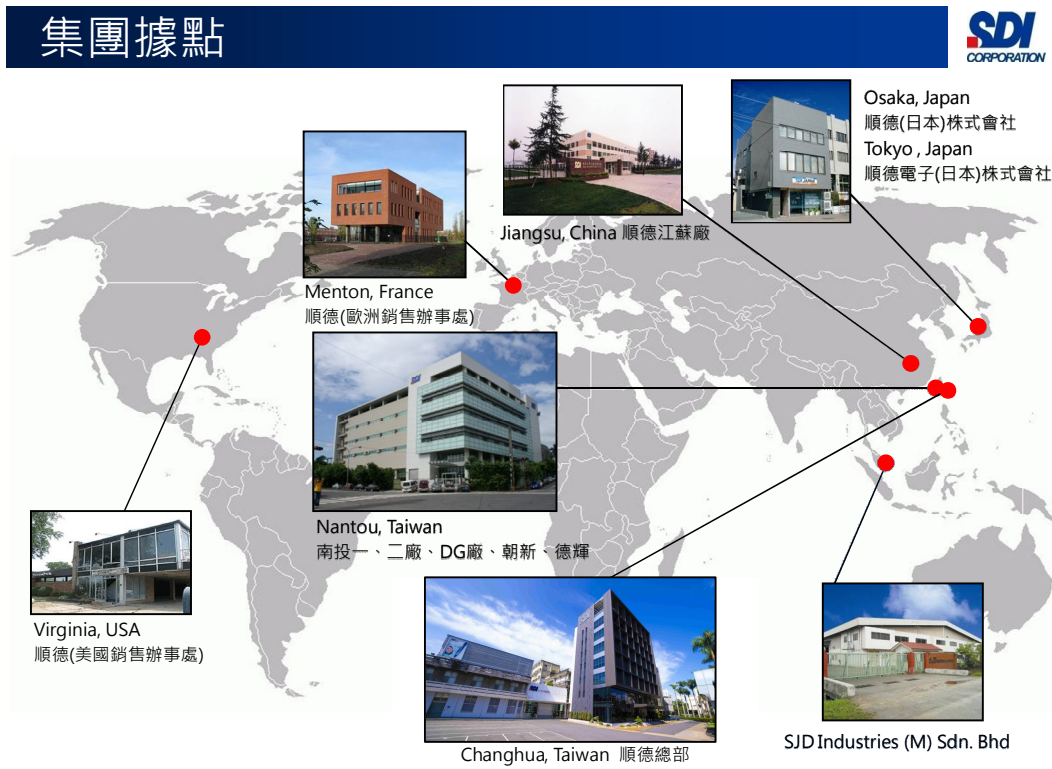 集團據點
SDI
CORPORATION
Osaka, Japan
順德(日本)株式會社
Tokyo , Japan
順德電子(日本)株式會社
Jiangsu, China 順德江蘇廠
Menton, France
順德(歐洲銷售辦事處)
Nantou, Taiwan
南投一、二廠、DG廠、朝新、德輝
Virginia, USA
順德(美國銷售辦事處)
Changhua, Taiwan 順德總部
SJD Industries (M) Sdn. Bhd